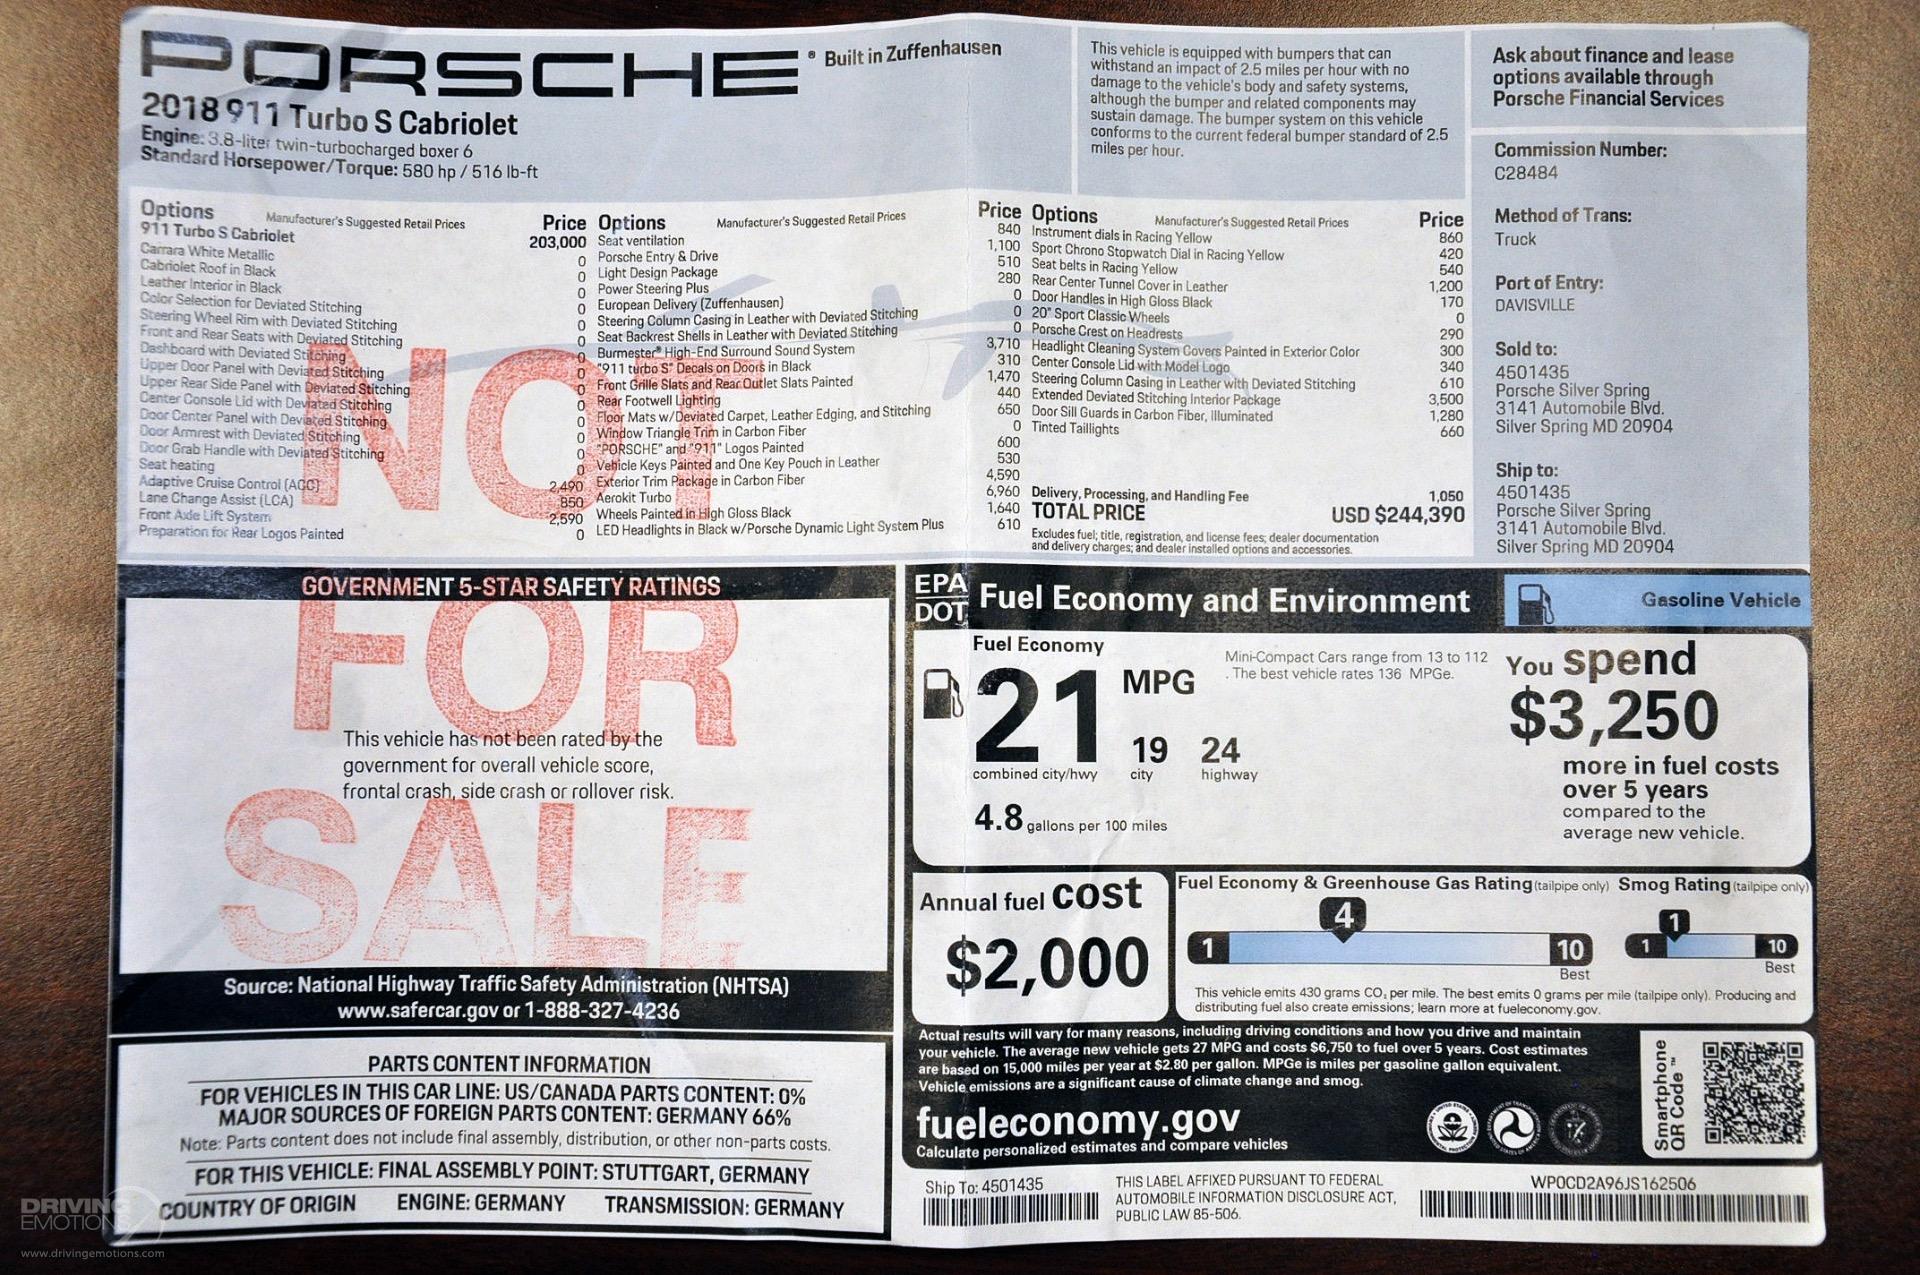 PORSCHE® Built in Zuffenhausen
2018 911 Turbo S Cabriolet
Engine: 3.8-liter twin-turbocharged boxer 6
Standard Horsepower/Torque: 580 hp / 516 lb-ft
This vehicle is equipped with bumpers that can
withstand an impact of 2.5 miles per hour with no
damage to the vehicle's body and safety systems,
although the bumper and related components may
sustain damage. The bumper system on this vehicle
conforms to the current federal bumper standard of 2.5
miles per hour.
Ask about finance and lease
options available through
Porsche Financial Services
Commission Number:
C28484
Method of Trans:
Truck
Port of Entry:
DAVISVILLE
Sold to:
4501435
Porsche Silver Spring
3141 Automobile Blvd.
Silver Spring MD 20904
Ship to:
4501435
Porsche Silver Spring
3141 Automobile Blvd.
Silver Spring MD 20904
Options Manufacturer's Suggested Retail Prices Price
911 Turbo S Cabriolet 203,000
Carrara White Metallic 0
Cabriolet Roof in Black 0
Leather Interior in Black 0
Color Selection for Deviated Stitching 0
Steering Wheel Rim with Deviated Stitching 0
Front and Rear Seats with Deviated Stitching 0
Dashboard with Deviated Stitching 0
Upper Door Panel with Deviated Stitching 0
Upper Rear Side Panel with Deviated Stitching 0
Center Console Lid with Deviated Stitching 0
Door Center Panel with Deviated Stitching 0
Door Armrest with Deviated Stitching 0
Door Grab Handle with Deviated Stitching 0
Seat heating 0
Adaptive Cruise Control (ACC) 2,490
Lane Change Assist (LCA) 850
Front Axle Lift System 2,590
Preparation for Rear Logos Painted 0
Options Manufacturer's Suggested Retail Prices Price
Seat ventilation 840
Porsche Entry & Drive 1,100
Light Design Package 510
Power Steering Plus 280
European Delivery (Zuffenhausen) 0
Steering Column Casing in Leather with Deviated Stitching 0
Seat Backrest Shells in Leather with Deviated Stitching 0
Burmester® High-End Surround Sound System 3,710
"911 turbo S" Decals on Doors in Black 310
Front Grille Slats and Rear Outlet Slats Painted 1,470
Rear Footwell Lighting 440
Floor Mats w/Deviated Carpet, Leather Edging, and Stitching 650
Window Triangle Trim in Carbon Fiber 0
"PORSCHE" and "911" Logos Painted 600
Vehicle Keys Painted and One Key Pouch in Leather 530
Exterior Trim Package in Carbon Fiber 4,590
Aerokit Turbo 6,960
Wheels Painted in High Gloss Black 1,640
LED Headlights in Black w/Porsche Dynamic Light System Plus 610
Options Manufacturer's Suggested Retail Prices Price
Instrument dials in Racing Yellow 860
Sport Chrono Stopwatch Dial in Racing Yellow 420
Seat belts in Racing Yellow 540
Rear Center Tunnel Cover in Leather 1,200
Door Handles in High Gloss Black 170
20" Sport Classic Wheels 0
Porsche Crest on Headrests 290
Headlight Cleaning System Covers Painted in Exterior Color 300
Center Console Lid with Model Logo 340
Steering Column Casing in Leather with Deviated Stitching 610
Extended Deviated Stitching Interior Package 3,500
Door Sill Guards in Carbon Fiber, Illuminated 1,280
Tinted Taillights 660
Delivery, Processing, and Handling Fee 1,050
TOTAL PRICE USD $244,390
Excludes fuel; title, registration, and license fees; dealer documentation
and delivery charges; and dealer installed options and accessories.
NOT
FOR
SALE
GOVERNMENT 5-STAR SAFETY RATINGS
This vehicle has not been rated by the
government for overall vehicle score,
frontal crash, side crash or rollover risk.
Source: National Highway Traffic Safety Administration (NHTSA)
www.safercar.gov or 1-888-327-4236
PARTS CONTENT INFORMATION
FOR VEHICLES IN THIS CAR LINE: US/CANADA PARTS CONTENT: 0%
MAJOR SOURCES OF FOREIGN PARTS CONTENT: GERMANY 66%
Note: Parts content does not include final assembly, distribution, or other non-parts costs.
FOR THIS VEHICLE: FINAL ASSEMBLY POINT: STUTTGART, GERMANY
COUNTRY OF ORIGIN ENGINE: GERMANY TRANSMISSION: GERMANY
EPA
DOT
Fuel Economy and Environment
Gasoline Vehicle
Fuel Economy
21 MPG
combined city/hwy
19
city
24
highway
4.8 gallons per 100 miles
Mini-Compact Cars range from 13 to 112
. The best vehicle rates 136 MPGe.
You spend
$3,250
more in fuel costs
over 5 years
compared to the
average new vehicle.
Annual fuel cost
$2,000
Fuel Economy & Greenhouse Gas Rating (tailpipe only)
4
1 10
Best
Smog Rating (tailpipe only)
1
1 10
Best
This vehicle emits 430 grams CO₂ per mile. The best emits 0 grams per mile (tailpipe only). Producing and
distributing fuel also create emissions; learn more at fueleconomy.gov.
Actual results will vary for many reasons, including driving conditions and how you drive and maintain
your vehicle. The average new vehicle gets 27 MPG and costs $6,750 to fuel over 5 years. Cost estimates
are based on 15,000 miles per year at $2.80 per gallon. MPGe is miles per gasoline gallon equivalent.
Vehicle emissions are a significant cause of climate change and smog.
fueleconomy.gov
Calculate personalized estimates and compare vehicles
Smartphone
QR Code™
Ship To: 4501435
THIS LABEL AFFIXED PURSUANT TO FEDERAL
AUTOMOBILE INFORMATION DISCLOSURE ACT,
PUBLIC LAW 85-506.
WP0CD2A96JS162506
DRIVING
EMOTIONS
www.drivingemotions.com